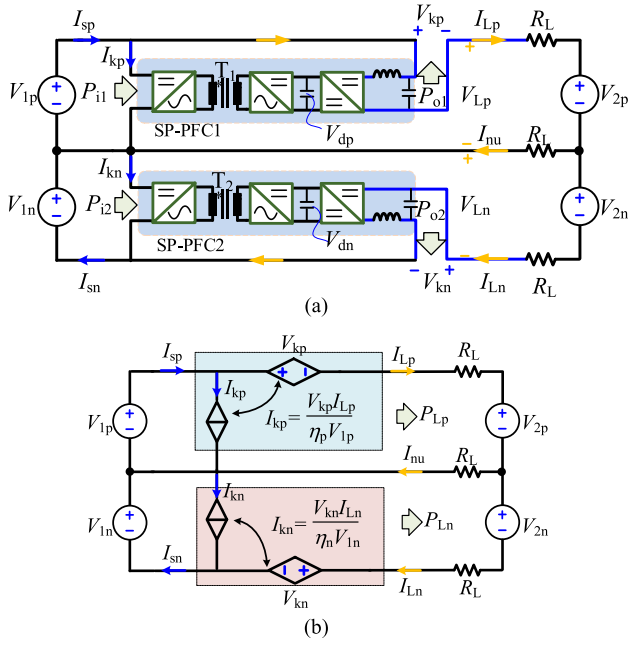 I_sp V_kp I_Lp R_L
+ −
I_kp T_1
*
V_1p + − P_i1 P_o1 V_Lp + − V_2p
SP-PFC1 V_dp
− + I_nu R_L
I_kn T_2
*
V_1n + − P_i2 P_o2 V_Ln + − V_2n
SP-PFC2 V_dn
− + −
I_sn V_kn I_Ln R_L
(a)
V_kp
I_sp + − I_Lp R_L
I_kp
V_1p + − I_kp = V_kp I_Lp / η_p V_1p P_Lp + − V_2p
I_nu R_L
I_kn
V_1n + − I_kn = V_kn I_Ln / η_n V_1n P_Ln + − V_2n
I_sn − + I_Ln R_L
V_kn
(b)